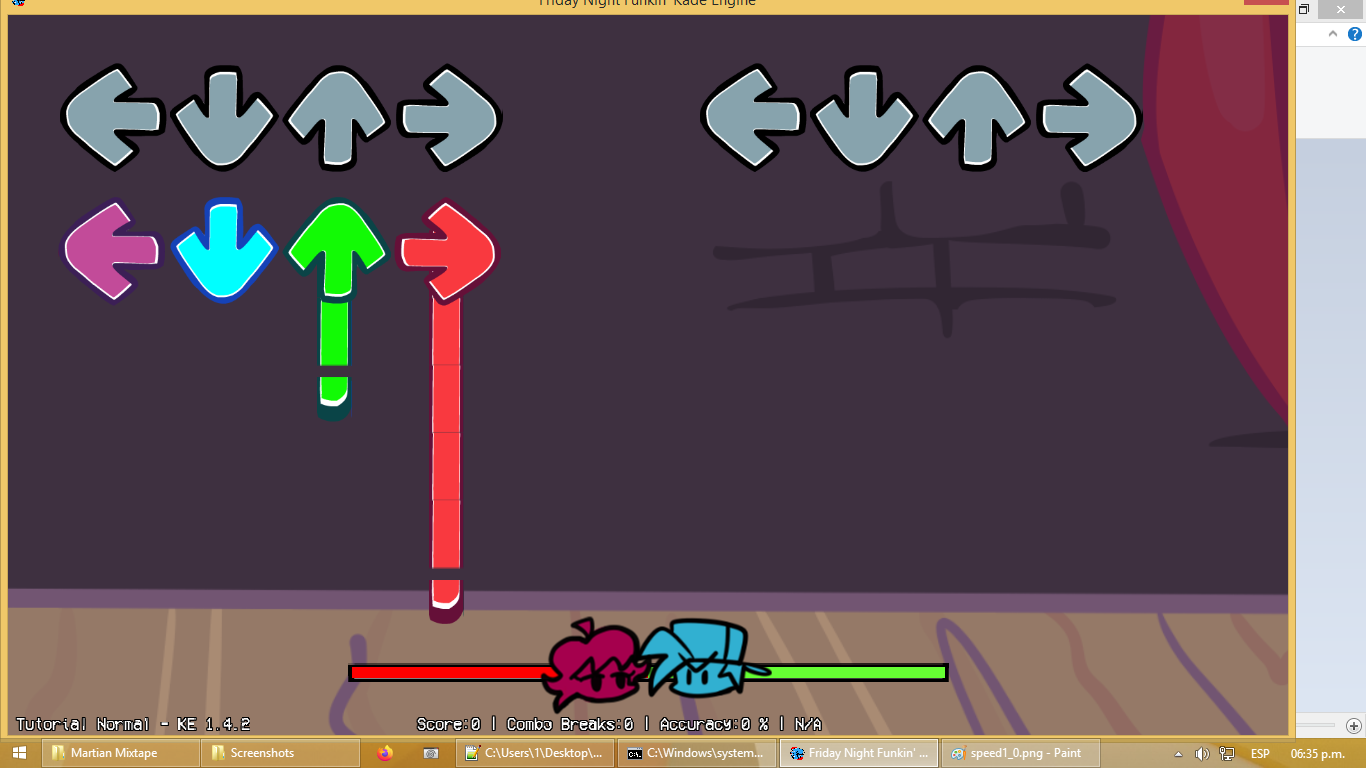 Friday Night Funkin' Kade Engine
Tutorial Normal - KE 1.4.2
Score:0 | Combo Breaks:0 | Accuracy:0 % | N/A
Martian Mixtape
Screenshots
C:\Users\1\Desktop\...
C:\Windows\system...
Friday Night Funkin' ...
speed1_0.png - Paint
ESP
06:35 p.m.